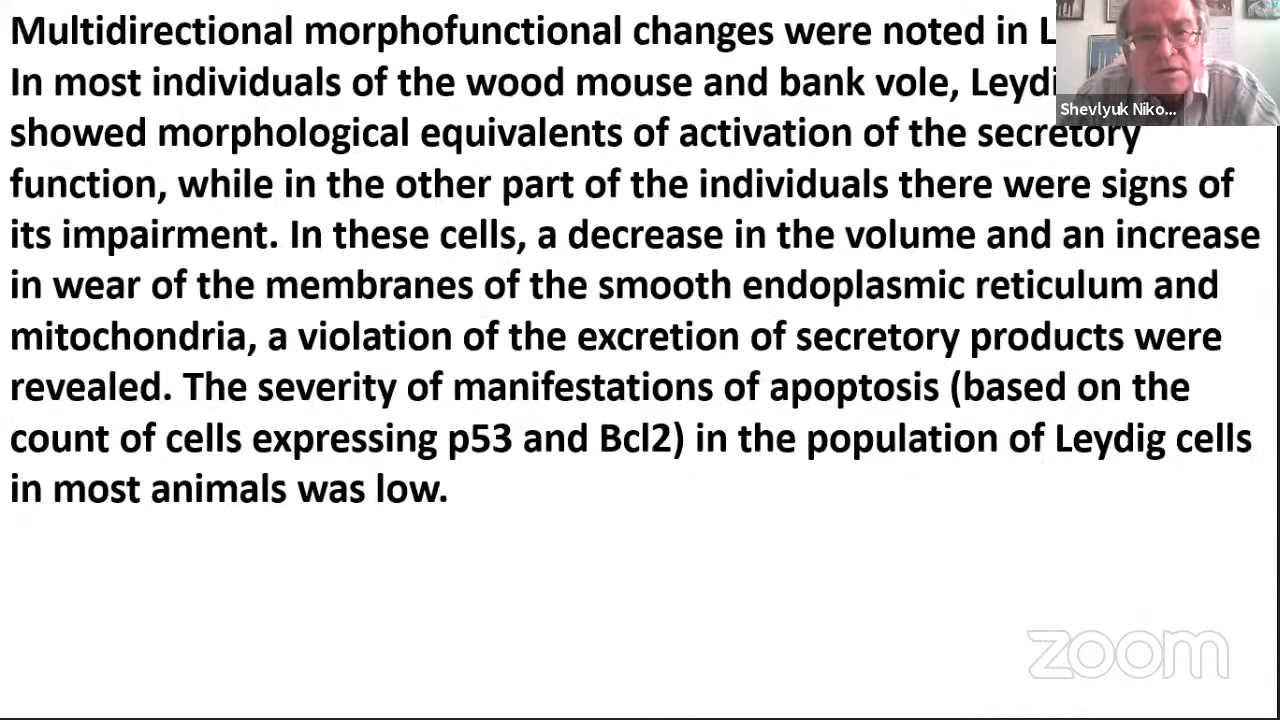 Multidirectional morphofunctional changes were noted in
In most individuals of the wood mouse and bank vole,
showed morphological equivalents of activation of the secretory
function, while in the other part of the individuals there were signs of
its impairment. In these cells, a decrease in the volume and an increase
in wear of the membranes of the smooth endoplasmic reticulum and
mitochondria, a violation of the excretion of secretory products were
revealed. The severity of manifestations of apoptosis (based on the
count of cells expressing p53 and Bcl2) in the population of Leydig cells
in most animals was low.
Shevlyuk Niko...
zoom